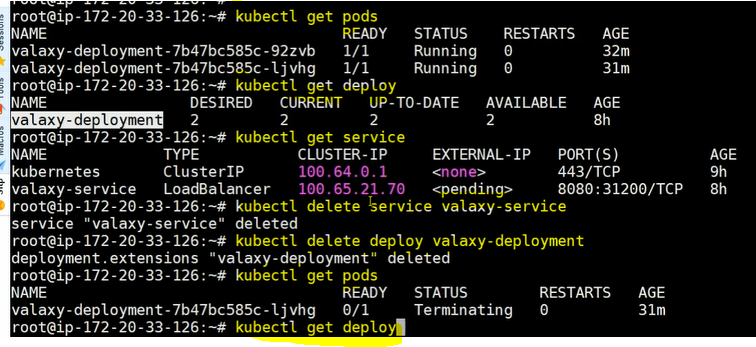 root@ip-172-20-33-126:~# kubectl get pods
NAME READY STATUS RESTARTS AGE
valaxy-deployment-7b47bc585c-92zvb 1/1 Running 0 32m
valaxy-deployment-7b47bc585c-ljvhg 1/1 Running 0 31m
root@ip-172-20-33-126:~# kubectl get deploy
NAME DESIRED CURRENT UP-TO-DATE AVAILABLE AGE
valaxy-deployment 2 2 2 2 8h
root@ip-172-20-33-126:~# kubectl get service
NAME TYPE CLUSTER-IP EXTERNAL-IP PORT(S) AGE
kubernetes ClusterIP 100.64.0.1 <none> 443/TCP 9h
valaxy-service LoadBalancer 100.65.21.70 <pending> 8080:31200/TCP 8h
root@ip-172-20-33-126:~# kubectl delete service valaxy-service
service "valaxy-service" deleted
root@ip-172-20-33-126:~# kubectl delete deploy valaxy-deployment
deployment.extensions "valaxy-deployment" deleted
root@ip-172-20-33-126:~# kubectl get pods
NAME READY STATUS RESTARTS AGE
valaxy-deployment-7b47bc585c-ljvhg 0/1 Terminating 0 31m
root@ip-172-20-33-126:~# kubectl get deploy
Sessions